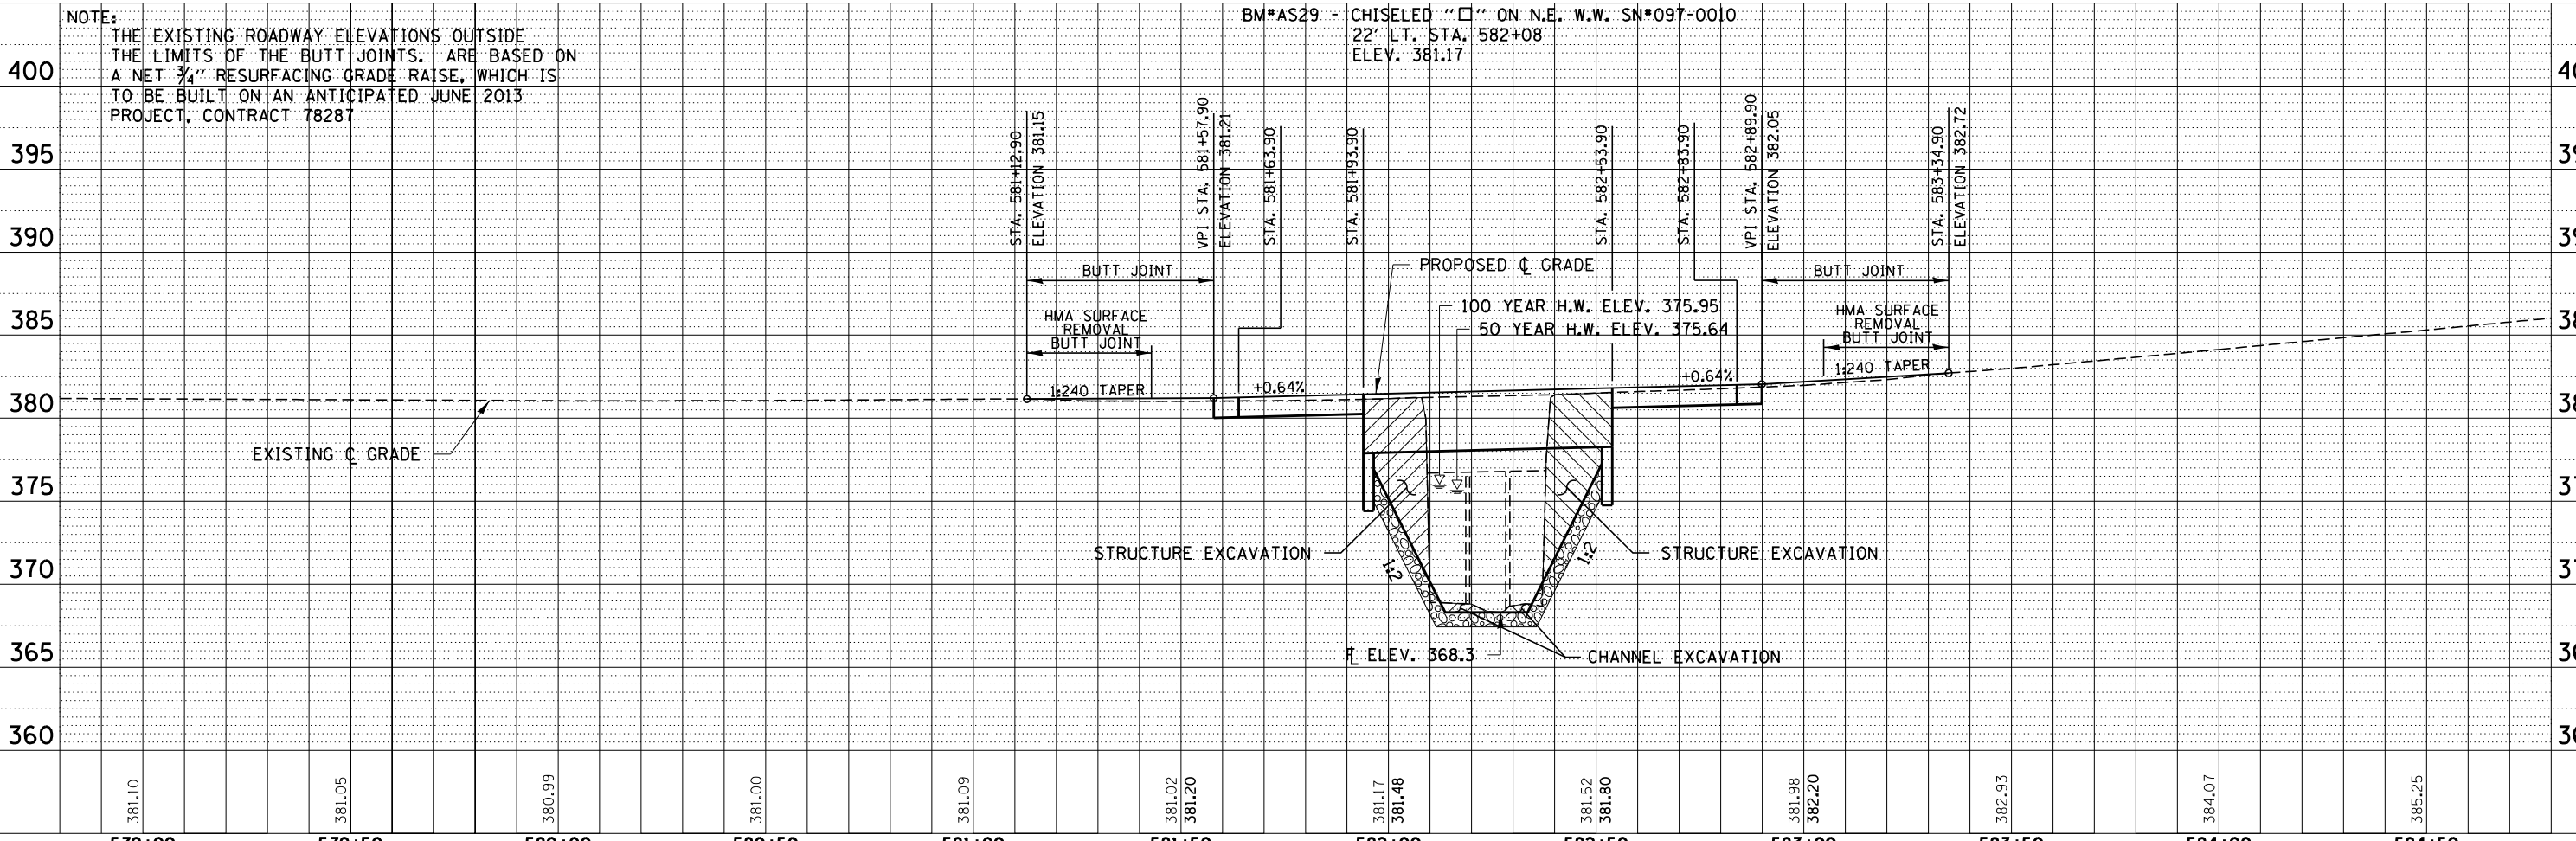 NOTE:
THE EXISTING ROADWAY ELEVATIONS OUTSIDE
THE LIMITS OF THE BUTT JOINTS. ARE BASED ON
A NET 3/4" RESURFACING GRADE RAISE, WHICH IS
TO BE BUILT ON AN ANTICIPATED JUNE 2013
PROJECT, CONTRACT 78287
BM#AS29 - CHISELED "□" ON N.E. W.W. SN#097-0010
22' LT. STA. 582+08
ELEV. 381.17
400
395
390
385
380
375
370
365
360
STA. 581+12.90
ELEVATION 381.15
VPI STA. 581+57.90
ELEVATION 381.21
STA. 581+63.90
STA. 581+93.90
STA. 582+53.90
STA. 582+83.90
VPI STA. 582+89.90
ELEVATION 382.05
STA. 583+34.90
ELEVATION 382.72
BUTT JOINT
PROPOSED ℄ GRADE
BUTT JOINT
100 YEAR H.W. ELEV. 375.95
50 YEAR H.W. ELEV. 375.64
HMA SURFACE
REMOVAL
BUTT JOINT
HMA SURFACE
REMOVAL
BUTT JOINT
1:240 TAPER
+0.64%
+0.64%
1:240 TAPER
EXISTING ℄ GRADE
STRUCTURE EXCAVATION
STRUCTURE EXCAVATION
1:2
1:2
FL ELEV. 368.3
CHANNEL EXCAVATION
381.10
381.05
380.99
381.00
381.09
381.02
381.20
381.17
381.48
381.52
381.80
381.98
382.20
382.93
384.07
385.25